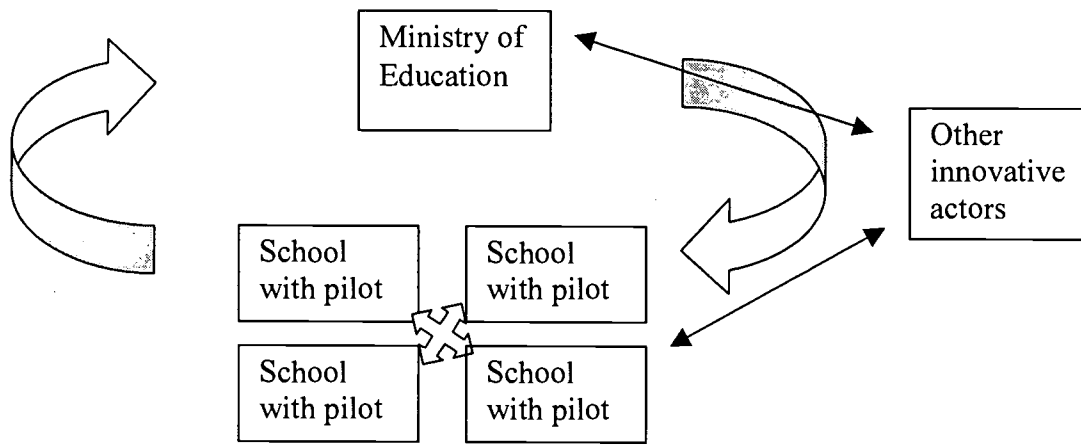 Ministry of
Education
Other
innovative
actors
School
with pilot
School
with pilot
School
with pilot
School
with pilot